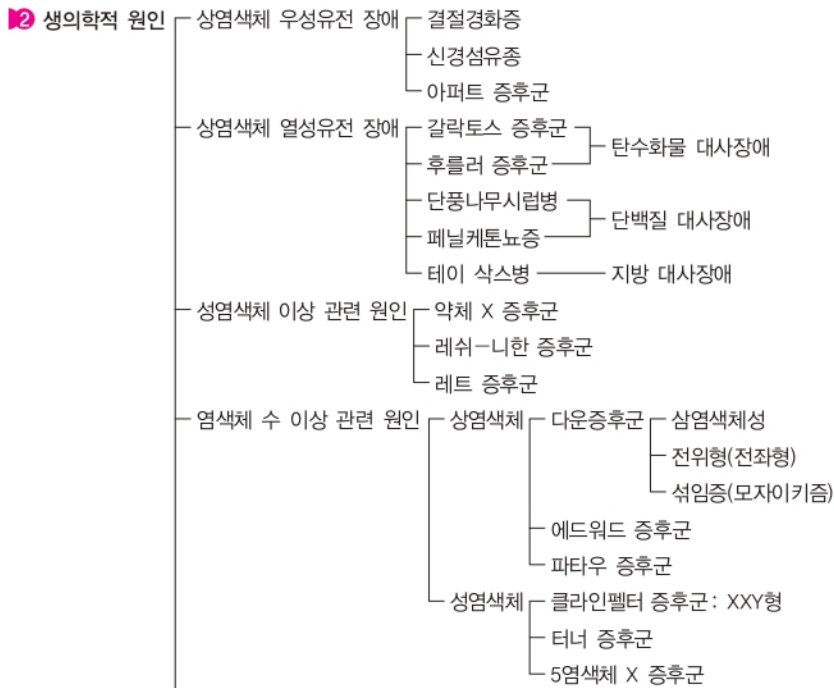 2 생의학적 원인 상염색체 우성유전 장애 결절경화증
신경섬유종
아퍼트 증후군
상염색체 열성유전 장애 갈락토스 증후군
탄수화물 대사장애
후를러 증후군
단풍나무시럽병
단백질 대사장애
페닐케톤뇨증
테이 삭스병 지방 대사장애
성염색체 이상 관련 원인 약체 X 증후군
레쉬-니한 증후군
레트 증후군
염색체 수 이상 관련 원인 상염색체 다운증후군 삼염색체성
전위형(전좌형)
섞임증(모자이키즘)
에드워드 증후군
파타우 증후군
성염색체 클라인펠터 증후군: XXY형
터너 증후군
5염색체 X 증후군